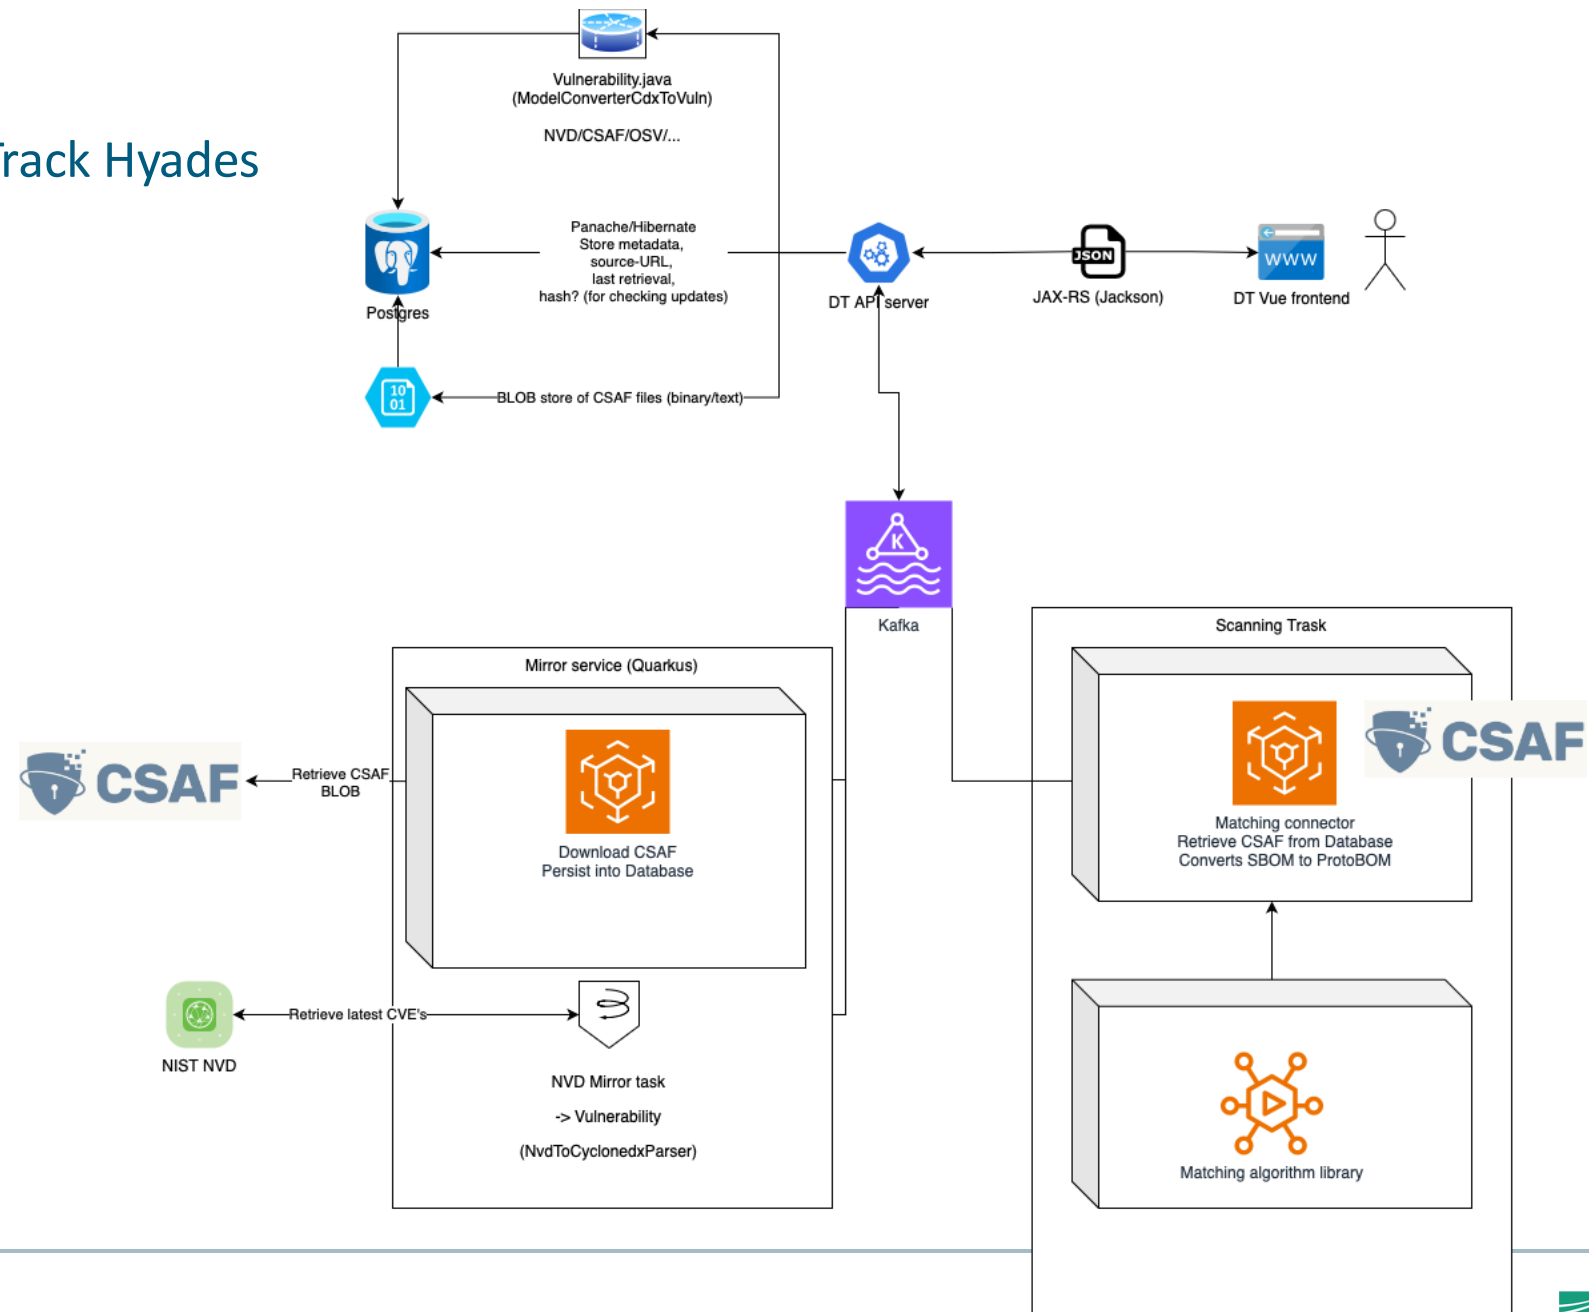 Vulnerability.java
(ModelConverterCdxToVuln)
NVD/CSAF/OSV/...
Track Hyades
Panache/Hibernate
Store metadata,
source-URL,
last retrieval,
hash? (for checking updates)
Postgres
DT API server
JSON
JAX-RS (Jackson)
www
DT Vue frontend
10
01
BLOB store of CSAF files (binary/text)
K
Kafka
Mirror service (Quarkus)
Scanning Trask
CSAF
Retrieve CSAF
BLOB
Download CSAF
Persist into Database
CSAF
Matching connector
Retrieve CSAF from Database
Converts SBOM to ProtoBOM
NIST NVD
Retrieve latest CVE's
NVD Mirror task
-> Vulnerability
(NvdToCyclonedxParser)
Matching algorithm library